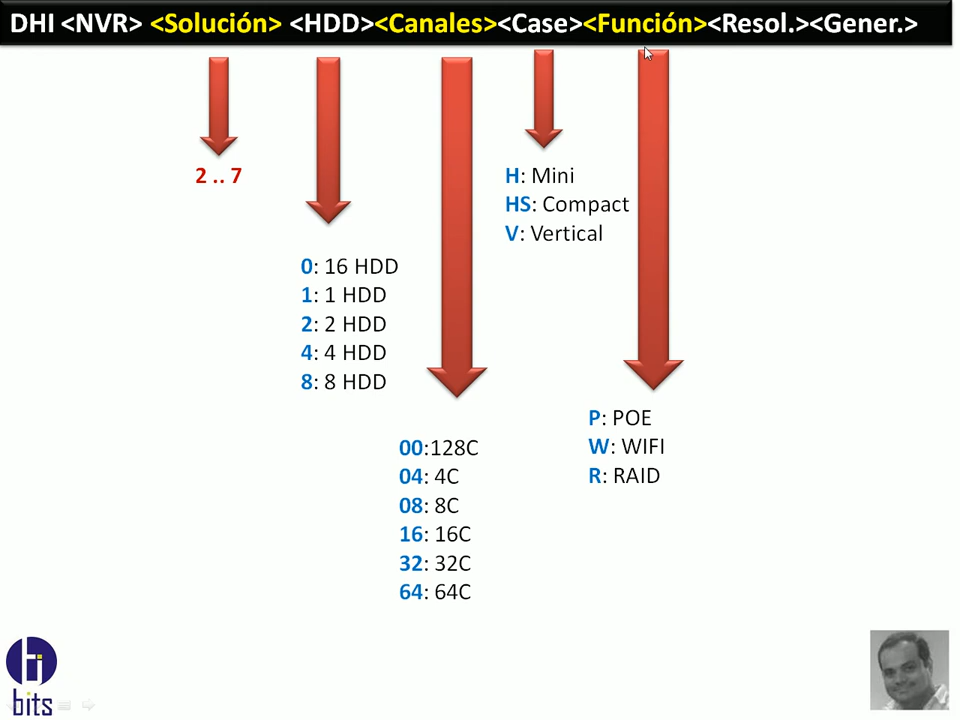 DHI <NVR> <Solución> <HDD><Canales><Case><Función><Resol.><Gener.>
2 .. 7
0: 16 HDD
1: 1 HDD
2: 2 HDD
4: 4 HDD
8: 8 HDD
00:128C
04: 4C
08: 8C
16: 16C
32: 32C
64: 64C
H: Mini
HS: Compact
V: Vertical
P: POE
W: WIFI
R: RAID
bits